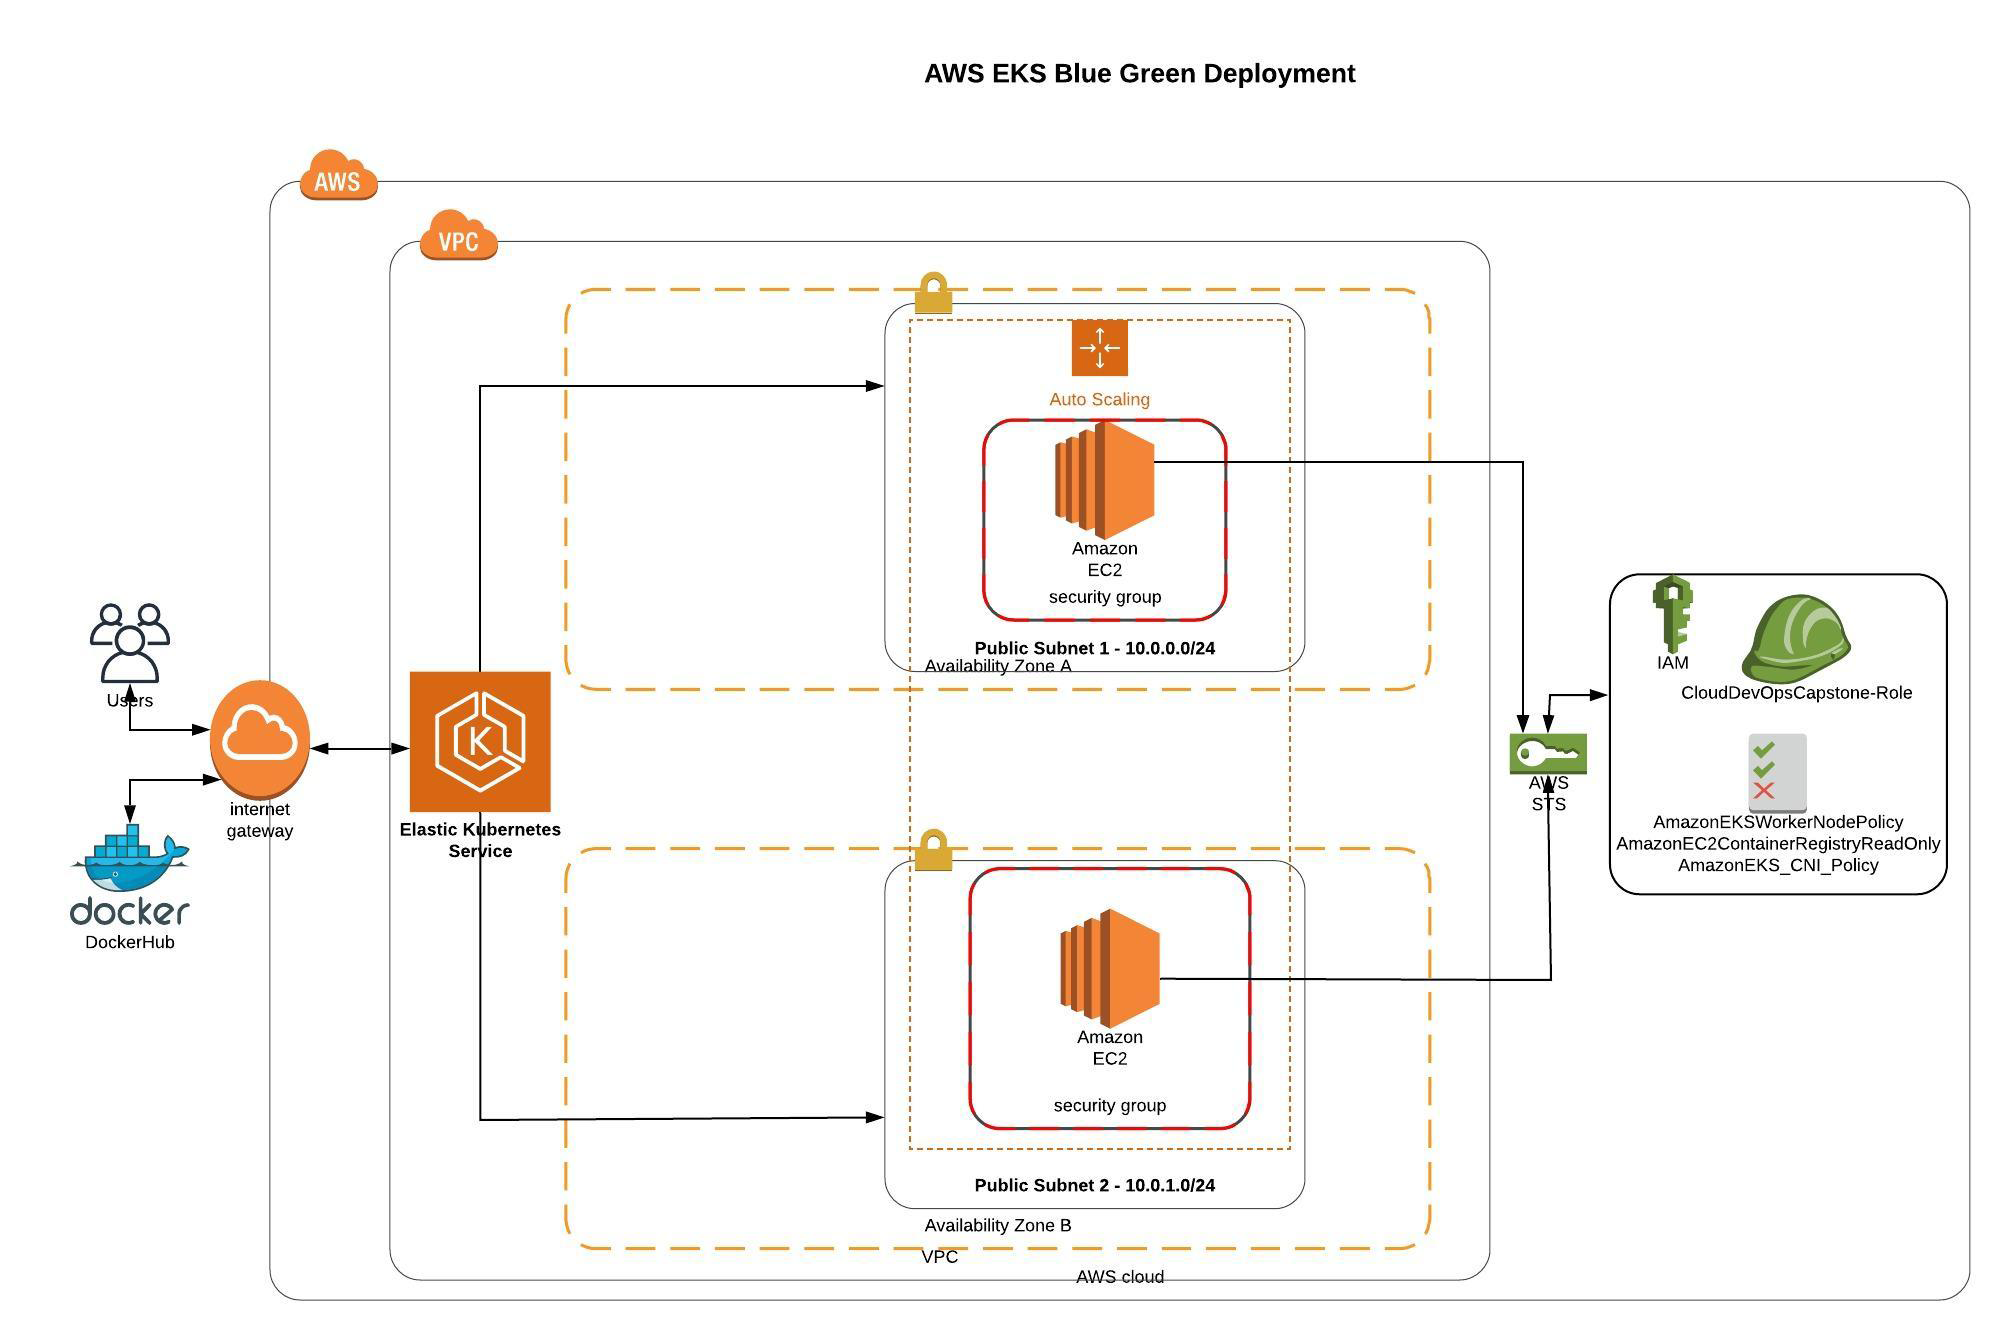 AWS EKS Blue Green Deployment
AWS
VPC
Auto Scaling
Amazon
EC2
security group
Public Subnet 1 - 10.0.0.0/24
Availability Zone A
Users
internet
gateway
docker
DockerHub
K
Elastic Kubernetes
Service
Amazon
EC2
security group
Public Subnet 2 - 10.0.1.0/24
Availability Zone B
VPC
AWS cloud
AWS
STS
IAM
CloudDevOpsCapstone-Role
AmazonEKSWorkerNodePolicy
AmazonEC2ContainerRegistryReadOnly
AmazonEKS_CNI_Policy